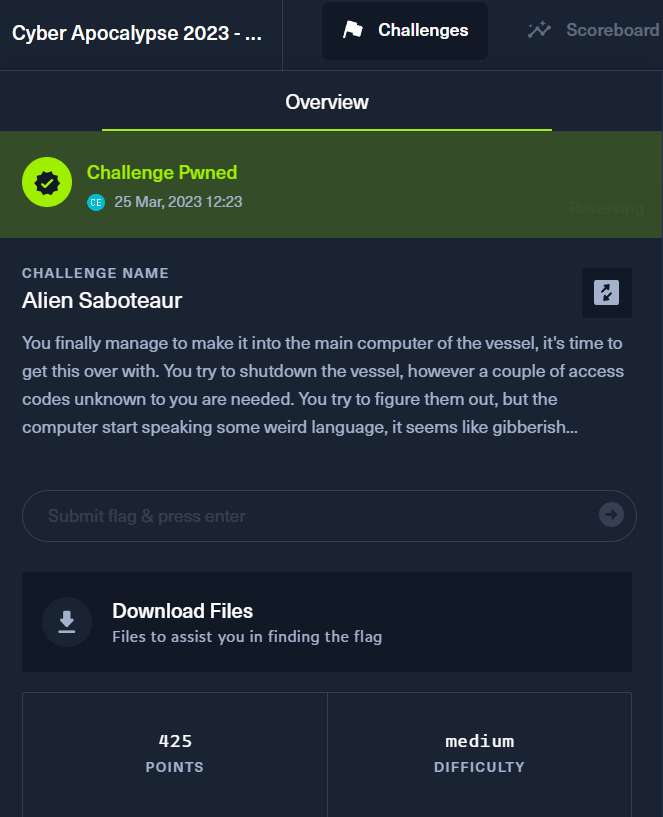 Cyber Apocalypse 2023 - ...
Challenges
Scoreboard
Overview
Challenge Pwned
CE 25 Mar, 2023 12:23
Reversing
CHALLENGE NAME
Alien Saboteaur
You finally manage to make it into the main computer of the vessel, it's time to
get this over with. You try to shutdown the vessel, however a couple of access
codes unknown to you are needed. You try to figure them out, but the
computer start speaking some weird language, it seems like gibberish...
Submit flag & press enter
Download Files
Files to assist you in finding the flag
425
POINTS
medium
DIFFICULTY